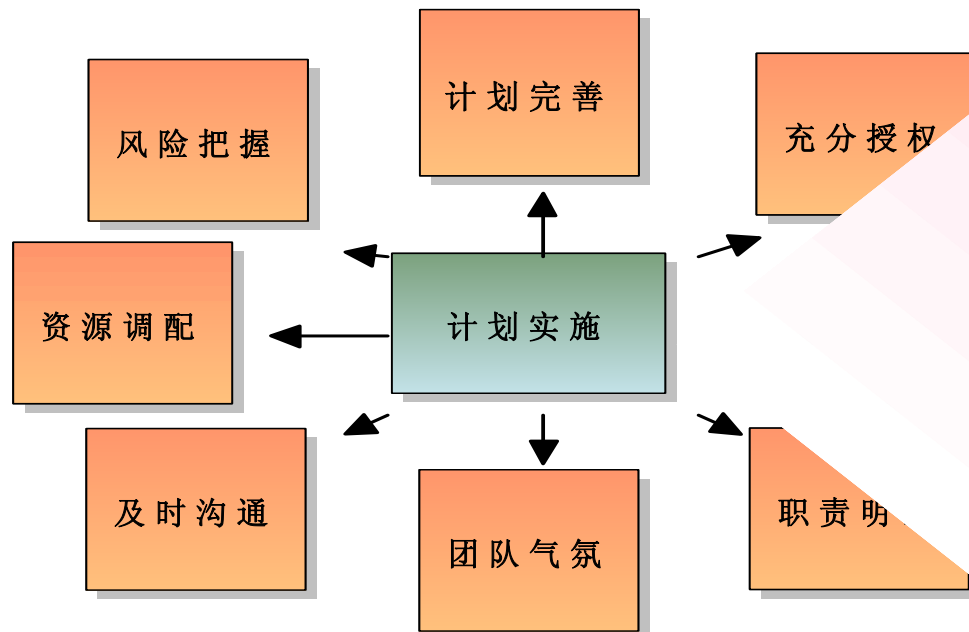 计划完善
风险把握
充分授权
资源调配
计划实施
及时沟通
职责明
团队气氛